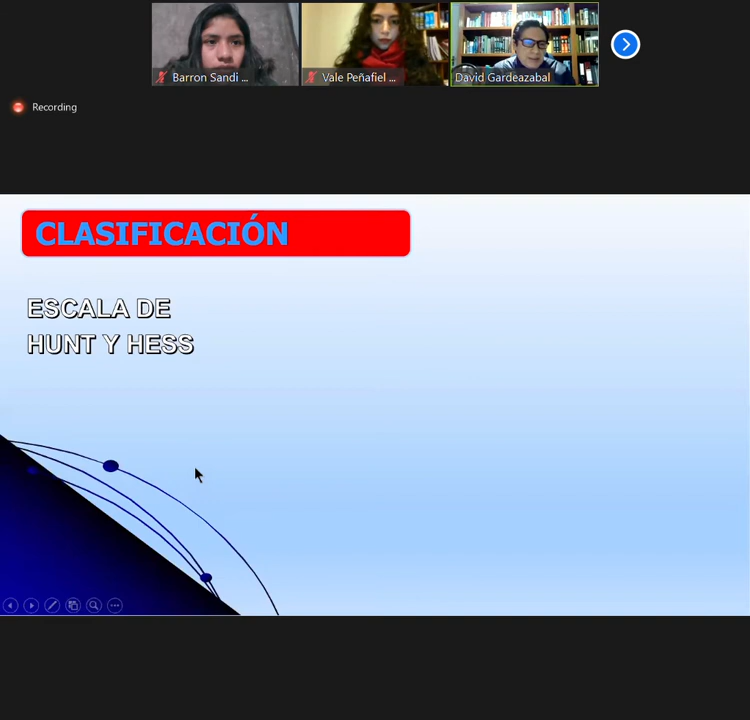 Barron Sandi ...
Vale Peñafiel ...
David Gardeazabal
Recording
CLASIFICACIÓN
ESCALA DE
HUNT Y HESS